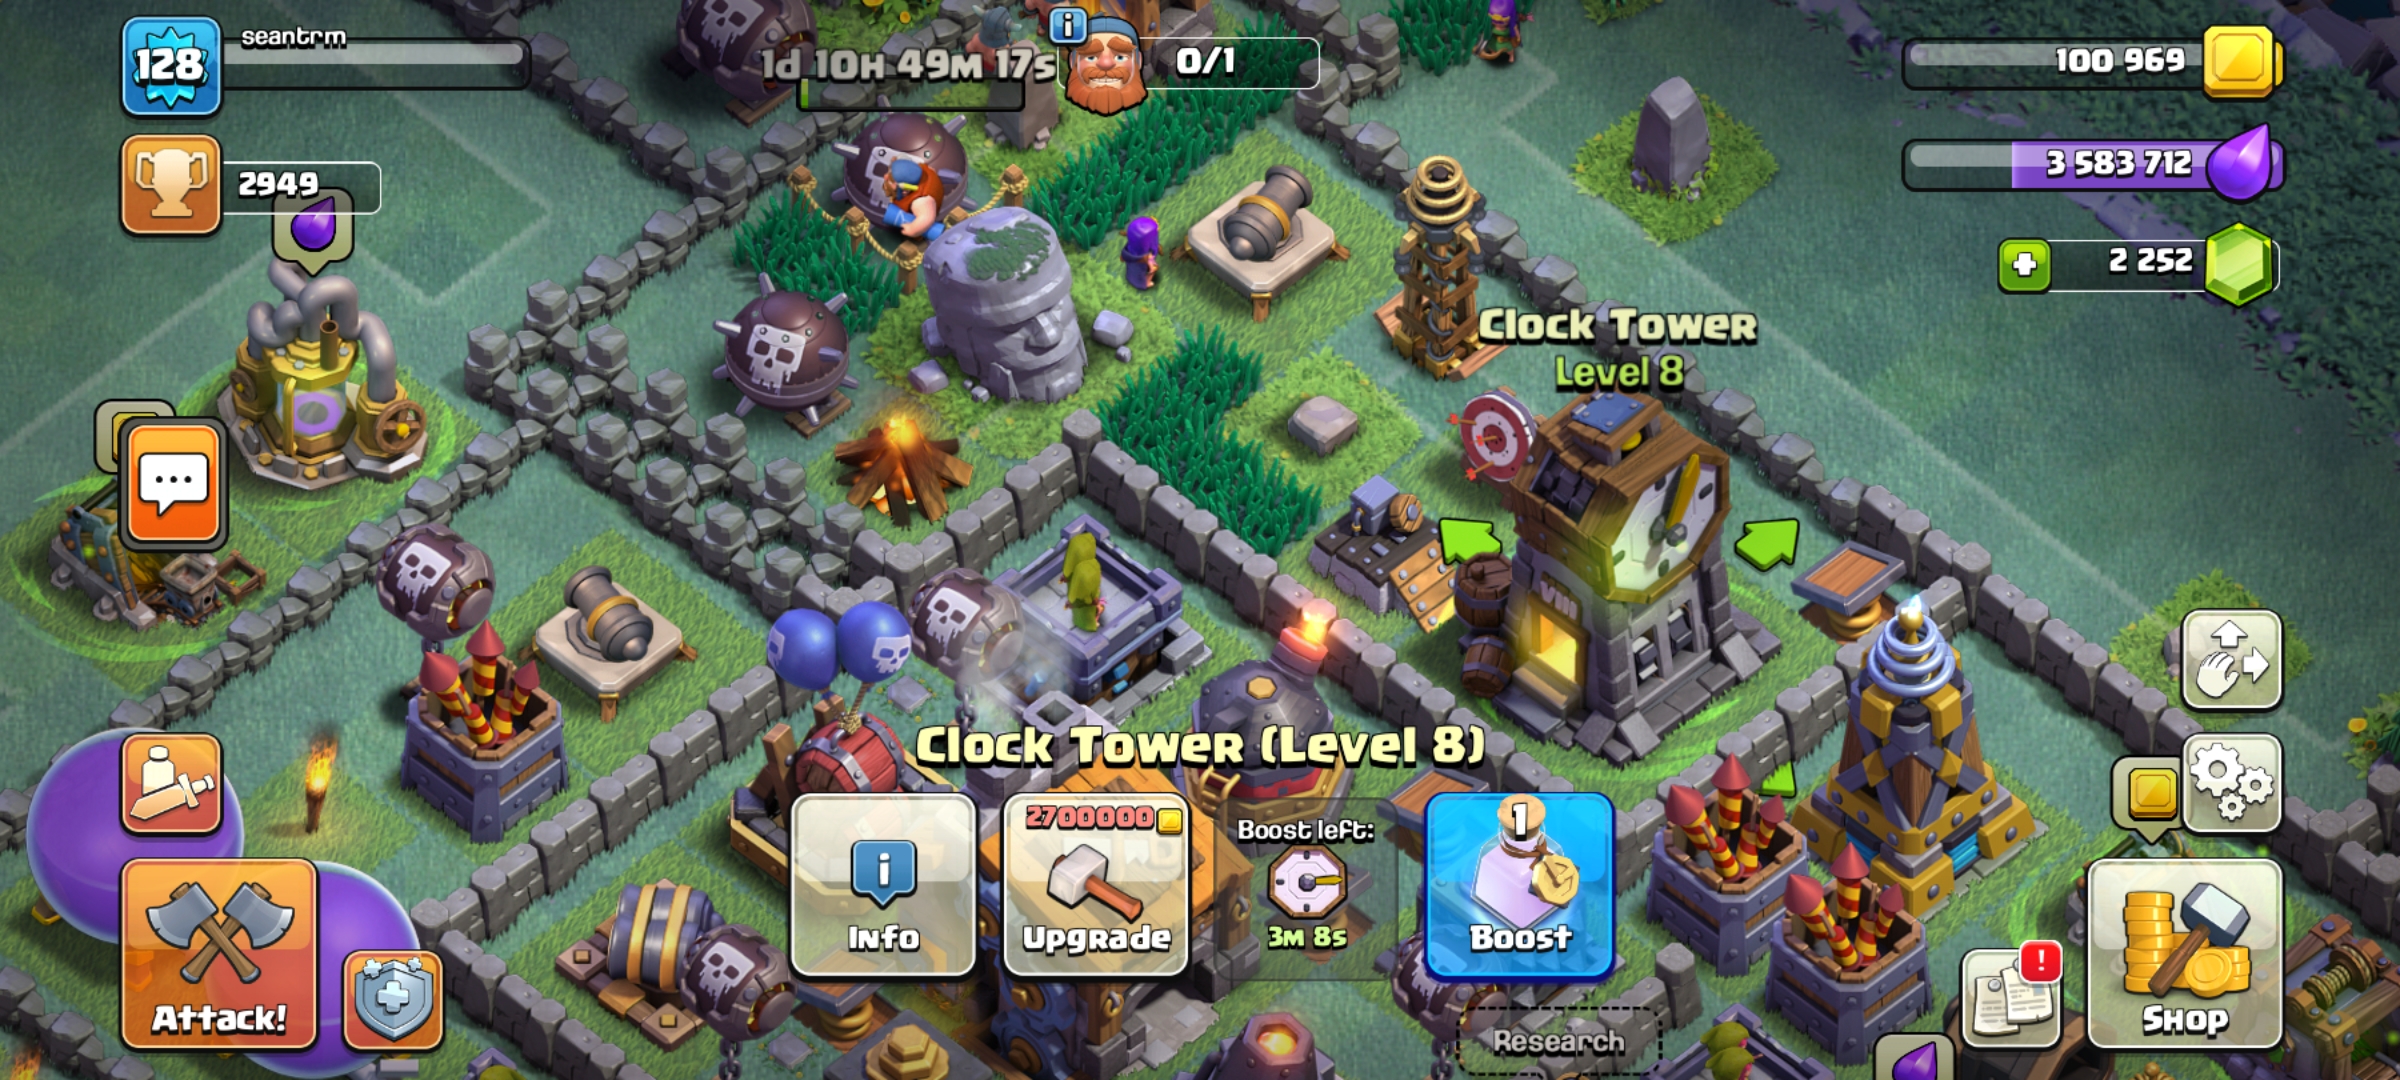 128
seantrm
1d 10H 49M 17s
0/1
100 969
2949
3 583 712
2 252
Clock Tower
Level 8
VIII
Clock Tower (Level 8)
2700000
Boost left:
1
Info
Upgrade
3M 8s
Boost
Attack!
!
Shop
Research